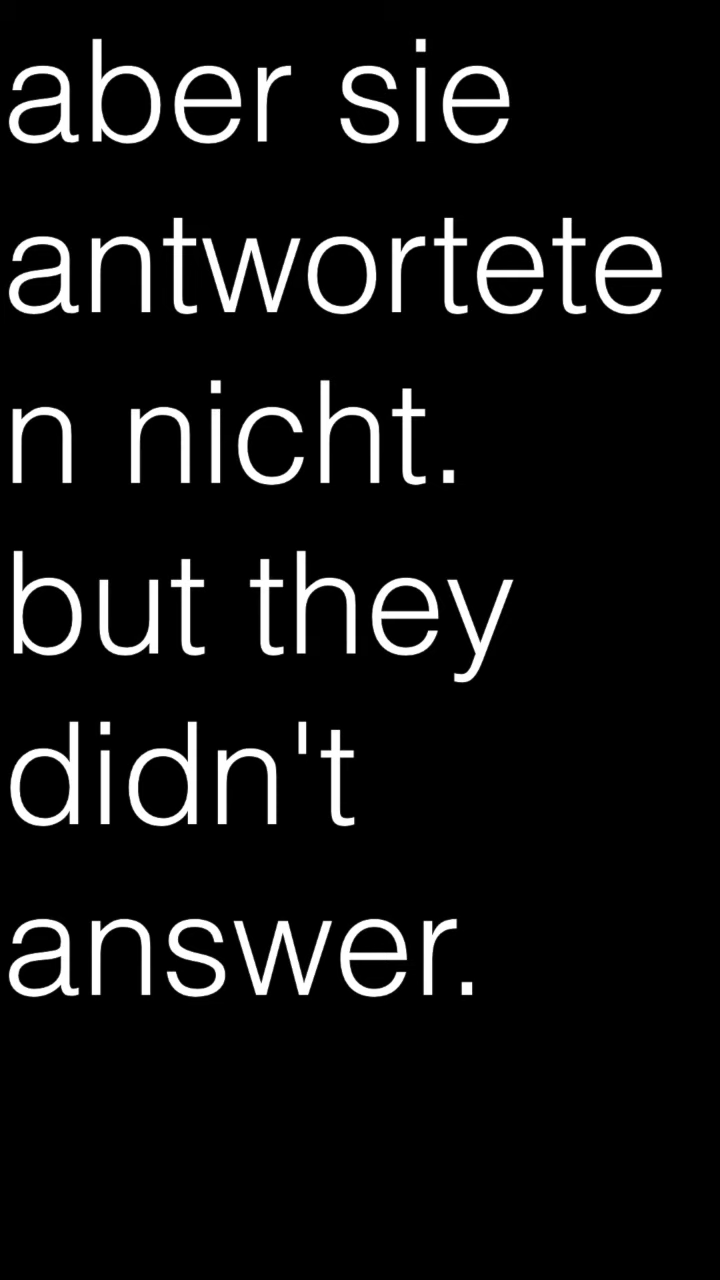 aber sie
antwortete
n nicht.
but they
didn't
answer.